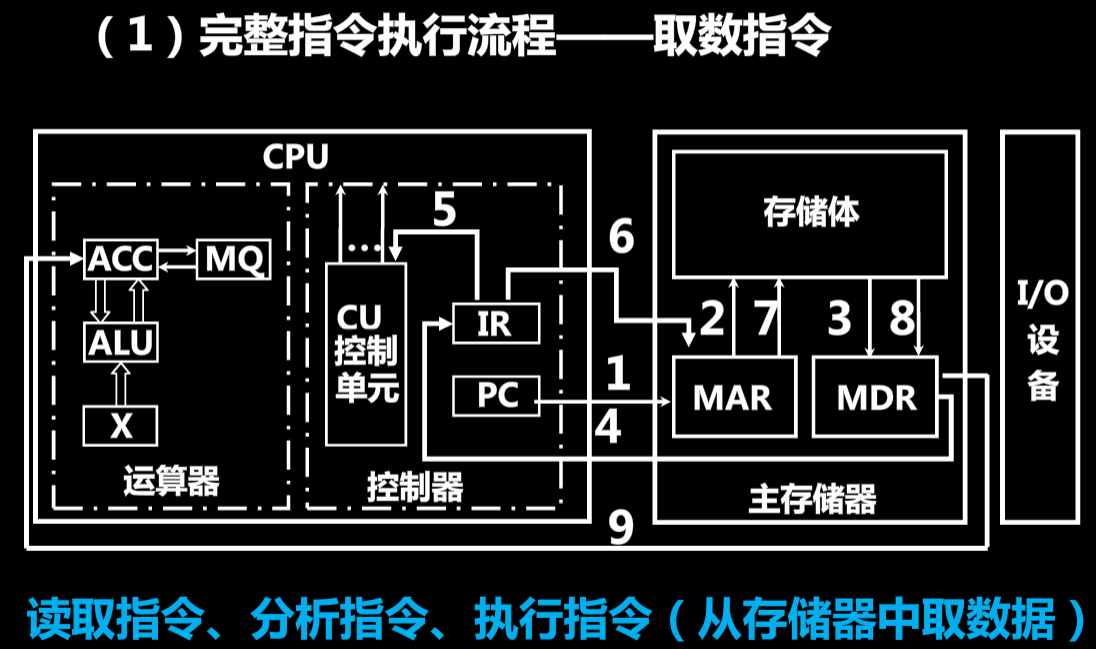 （1）完整指令执行流程——取数指令
CPU
5
6
存储体
ACC
MQ
I/O
设
备
ALU
CU
控制
单元
IR
2
7
3
8
1
X
PC
MAR
MDR
4
运算器
控制器
主存储器
9
读取指令、分析指令、执行指令（从存储器中取数据）